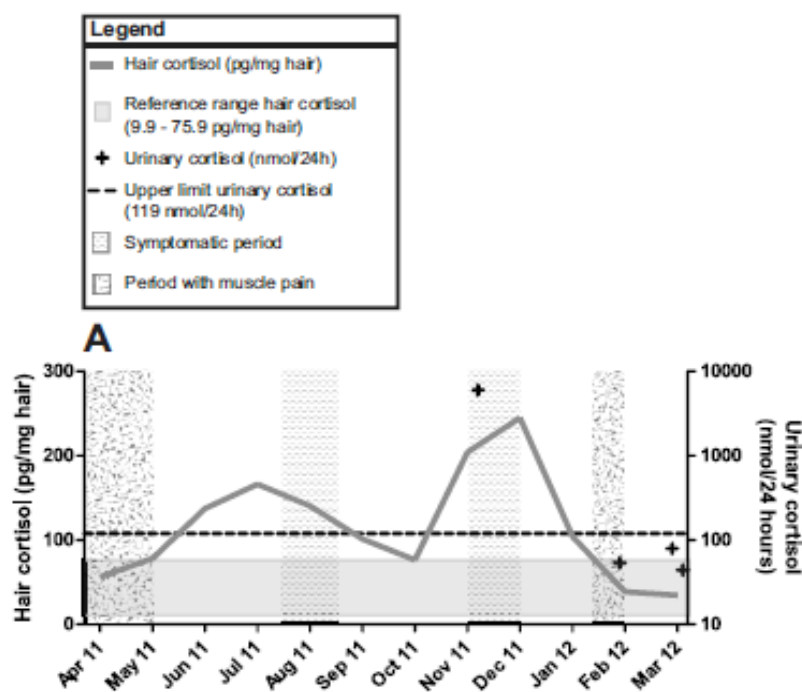 Legend
Hair cortisol (pg/mg hair)
Reference range hair cortisol
(9.9 - 75.9 pg/mg hair)
Urinary cortisol (nmol/24h)
Upper limit urinary cortisol
(119 nmol/24h)
Symptomatic period
Period with muscle pain
A
Hair cortisol (pg/mg hair)
300
200
100
0
10000
1000
100
10
Urinary cortisol
(nmol/24 hours)
Apr 11
May 11
Jun 11
Jul 11
Aug 11
Sep 11
Oct 11
Nov 11
Dec 11
Jan 12
Feb 12
Mar 12